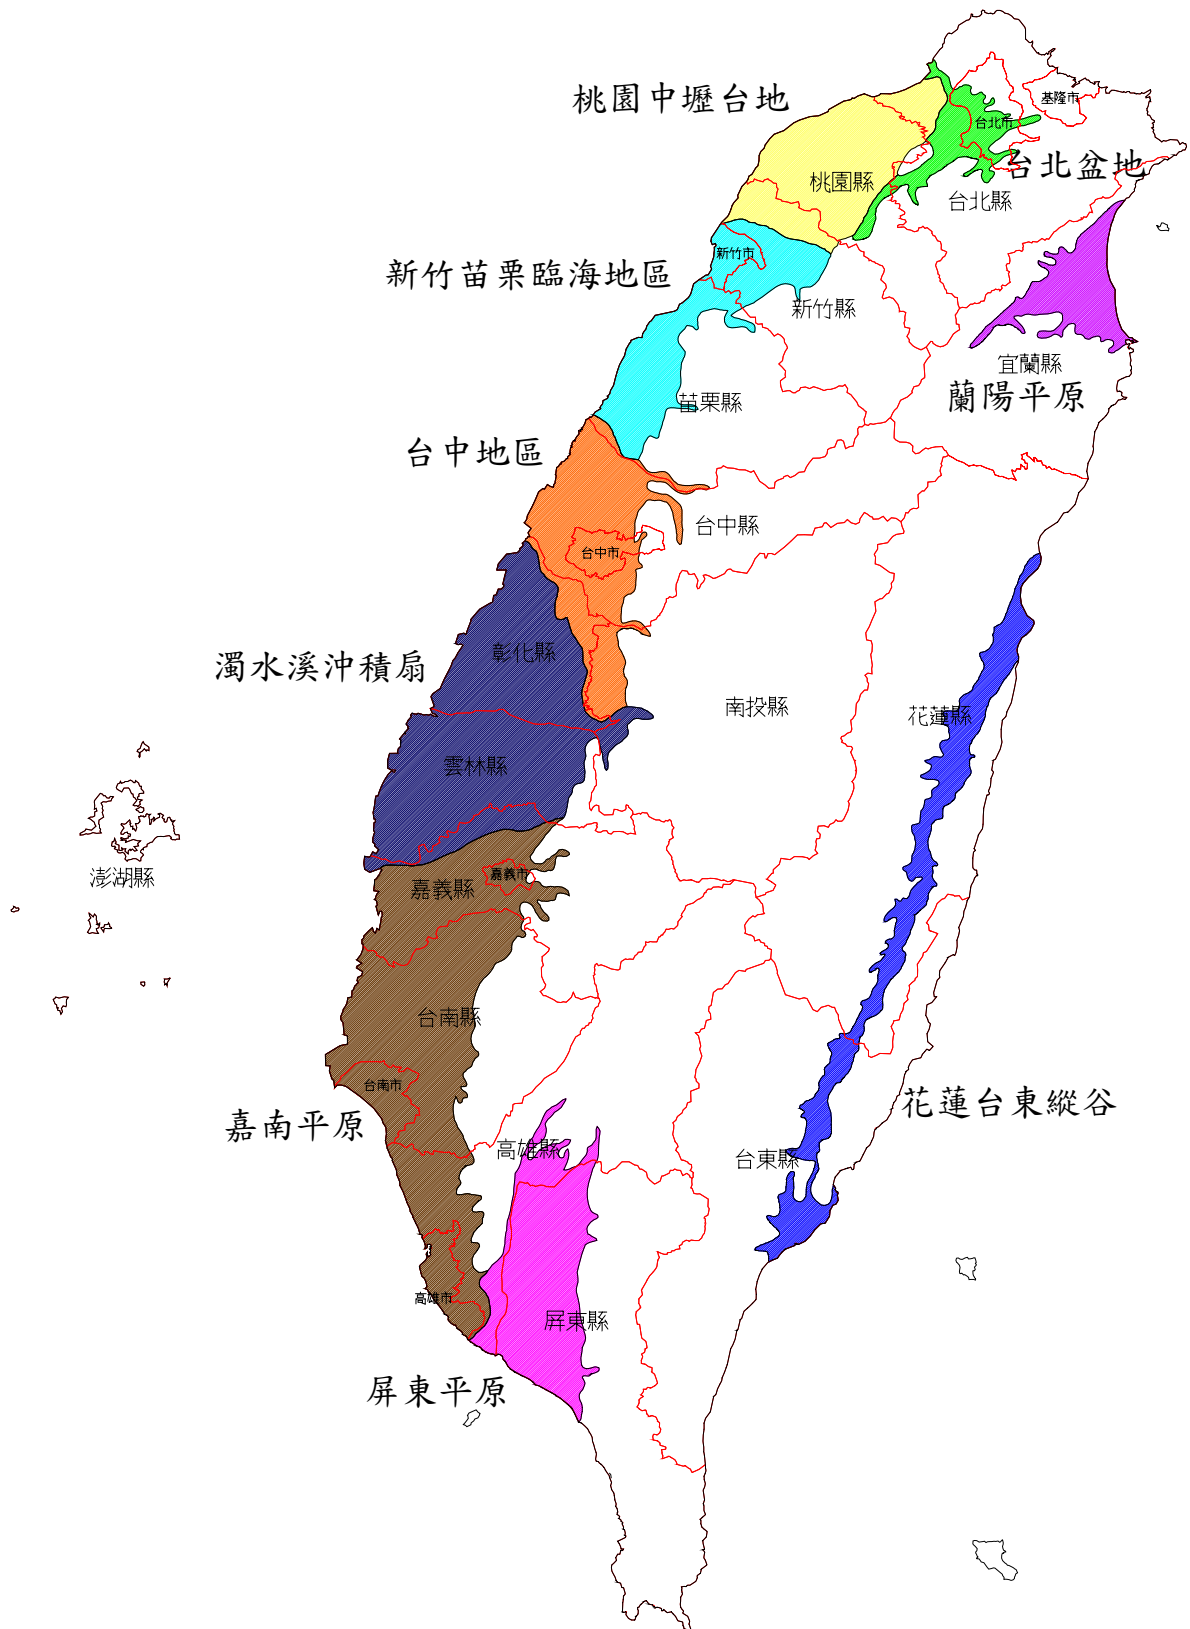 桃園中壢台地
基隆市
台北市
台北盆地
桃園縣
台北縣
新竹市
新竹苗栗臨海地區
新竹縣
宜蘭縣
蘭陽平原
苗栗縣
台中地區
台中縣
台中市
彰化縣
濁水溪沖積扇
南投縣
花蓮縣
雲林縣
澎湖縣
嘉義市
嘉義縣
台南縣
台南市
花蓮台東縱谷
嘉南平原
高雄縣
台東縣
高雄市
屏東縣
屏東平原